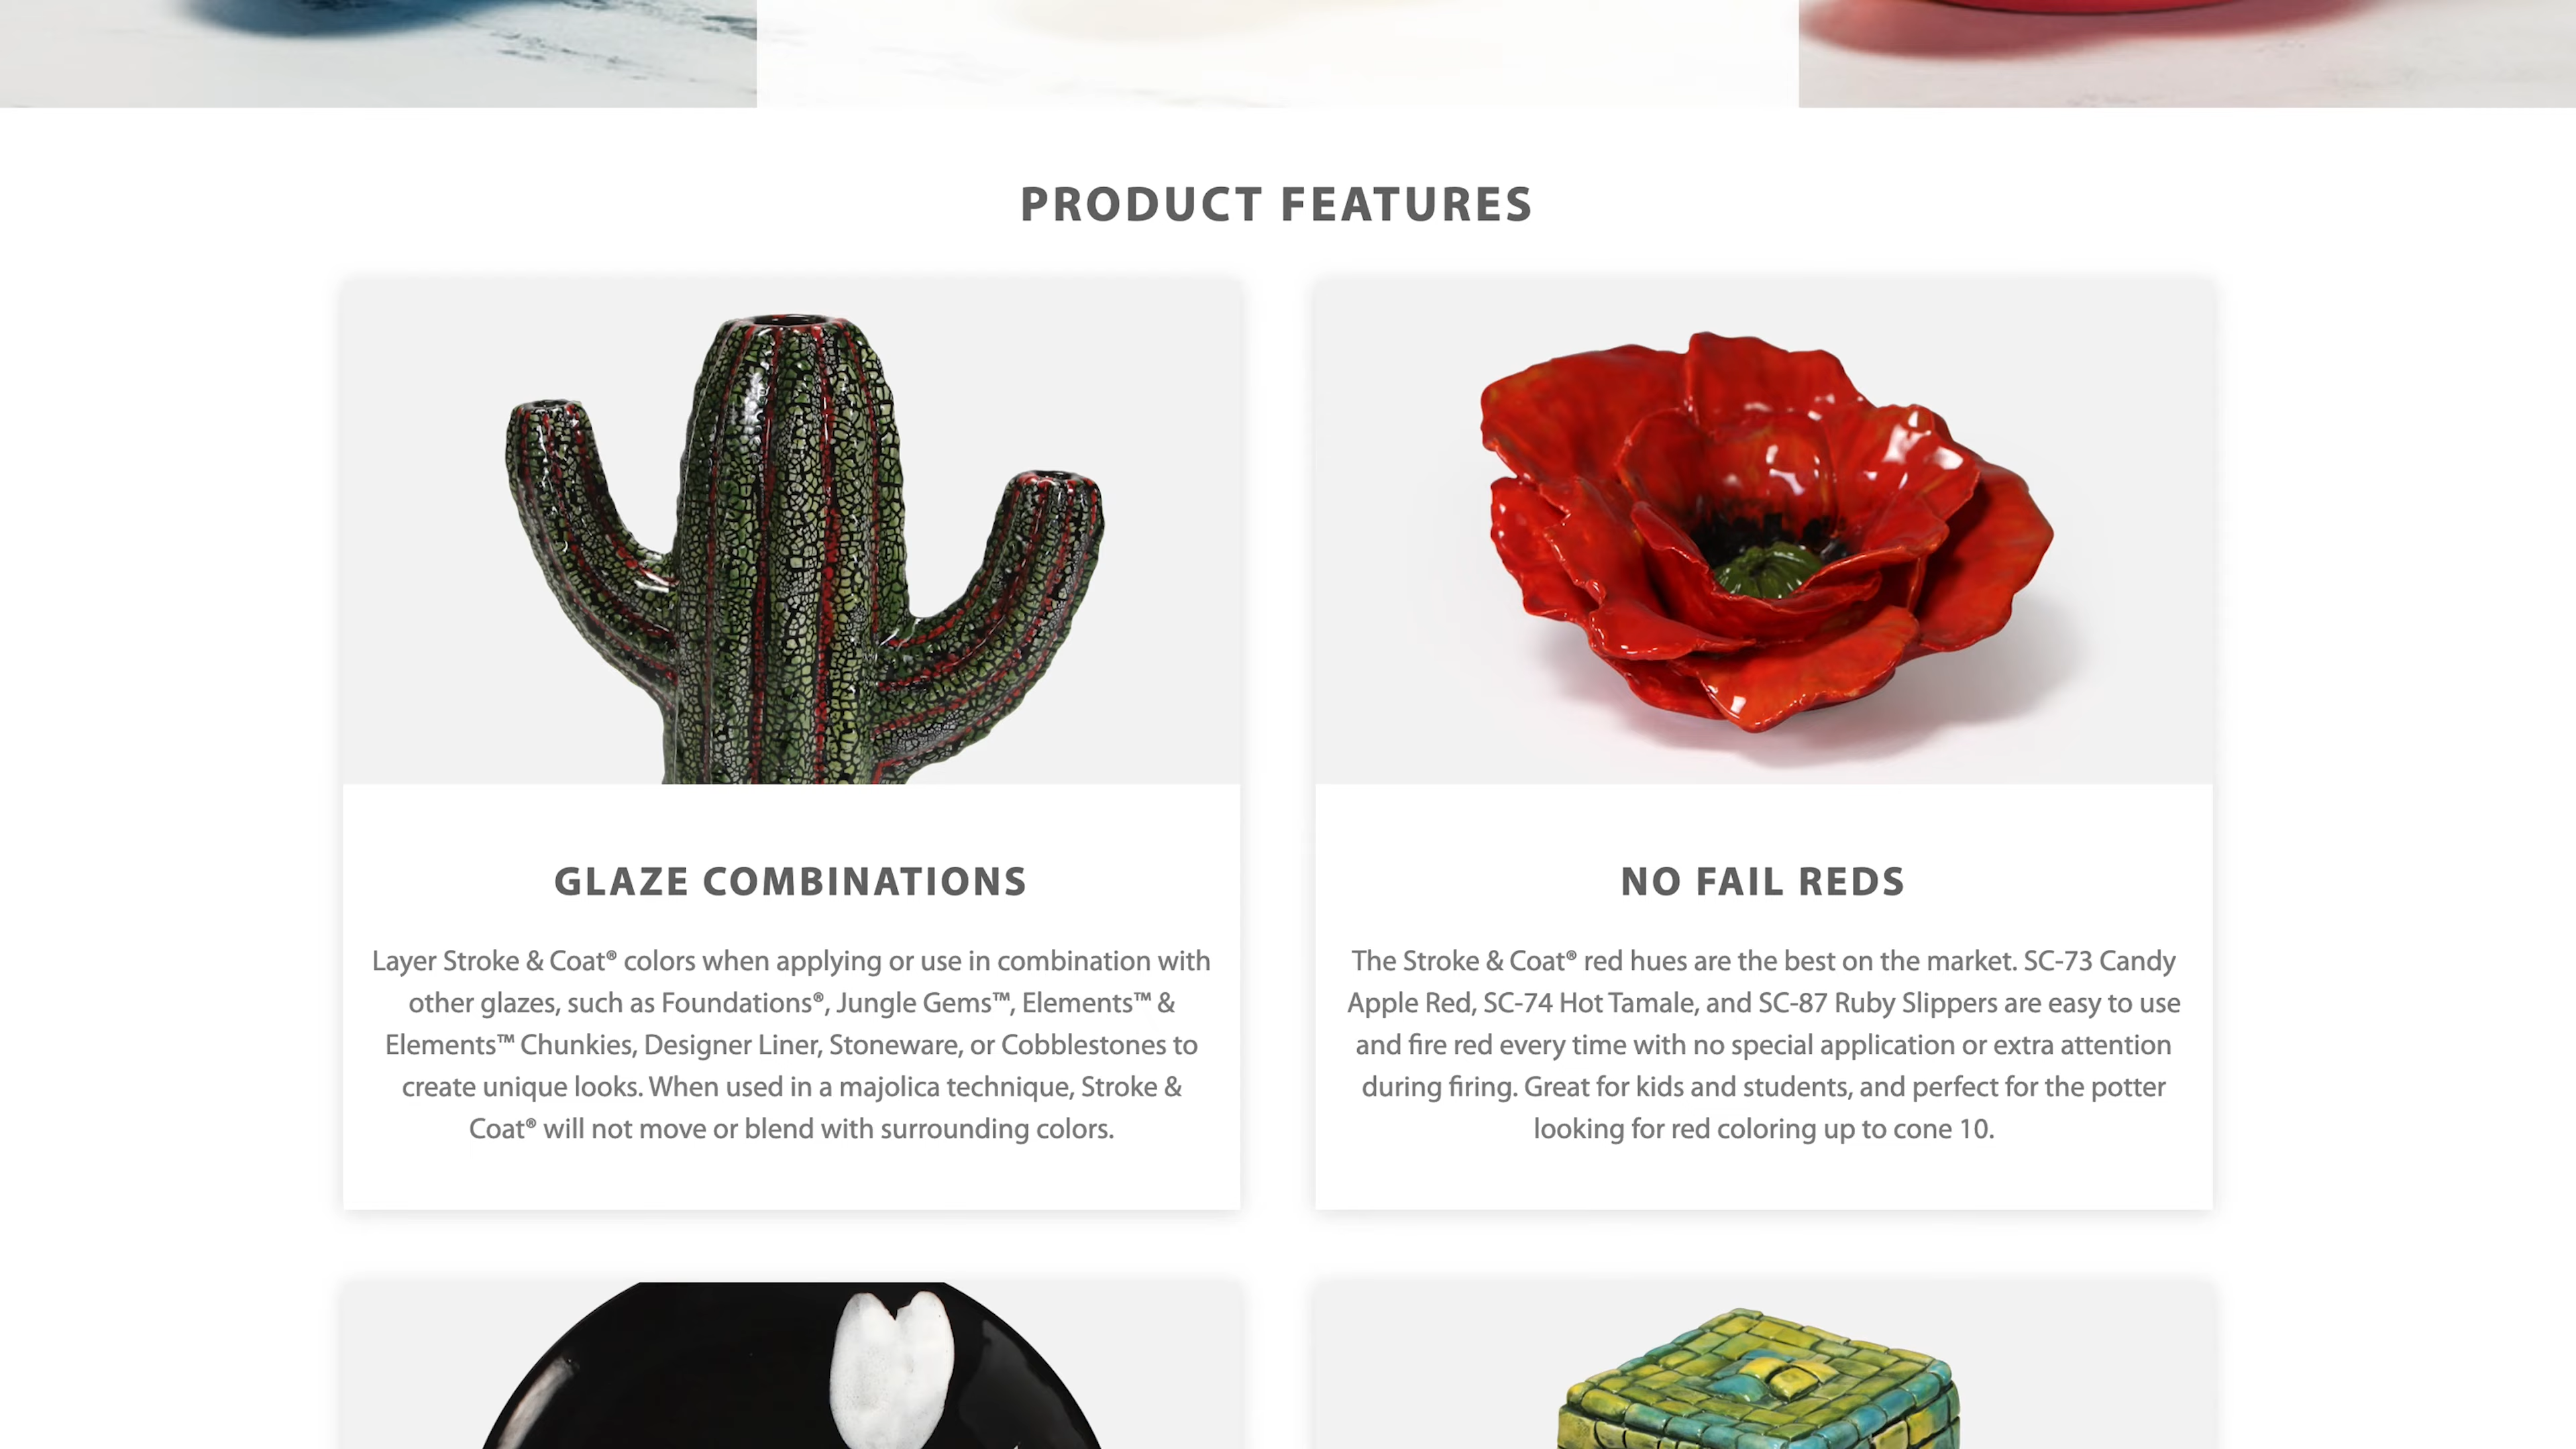 PRODUCT FEATURES
GLAZE COMBINATIONS
Layer Stroke & Coat® colors when applying or use in combination with
other glazes, such as Foundations®, Jungle Gems™, Elements™ &
Elements™ Chunkies, Designer Liner, Stoneware, or Cobblestones to
create unique looks. When used in a majolica technique, Stroke &
Coat® will not move or blend with surrounding colors.
NO FAIL REDS
The Stroke & Coat® red hues are the best on the market. SC-73 Candy
Apple Red, SC-74 Hot Tamale, and SC-87 Ruby Slippers are easy to use
and fire red every time with no special application or extra attention
during firing. Great for kids and students, and perfect for the potter
looking for red coloring up to cone 10.